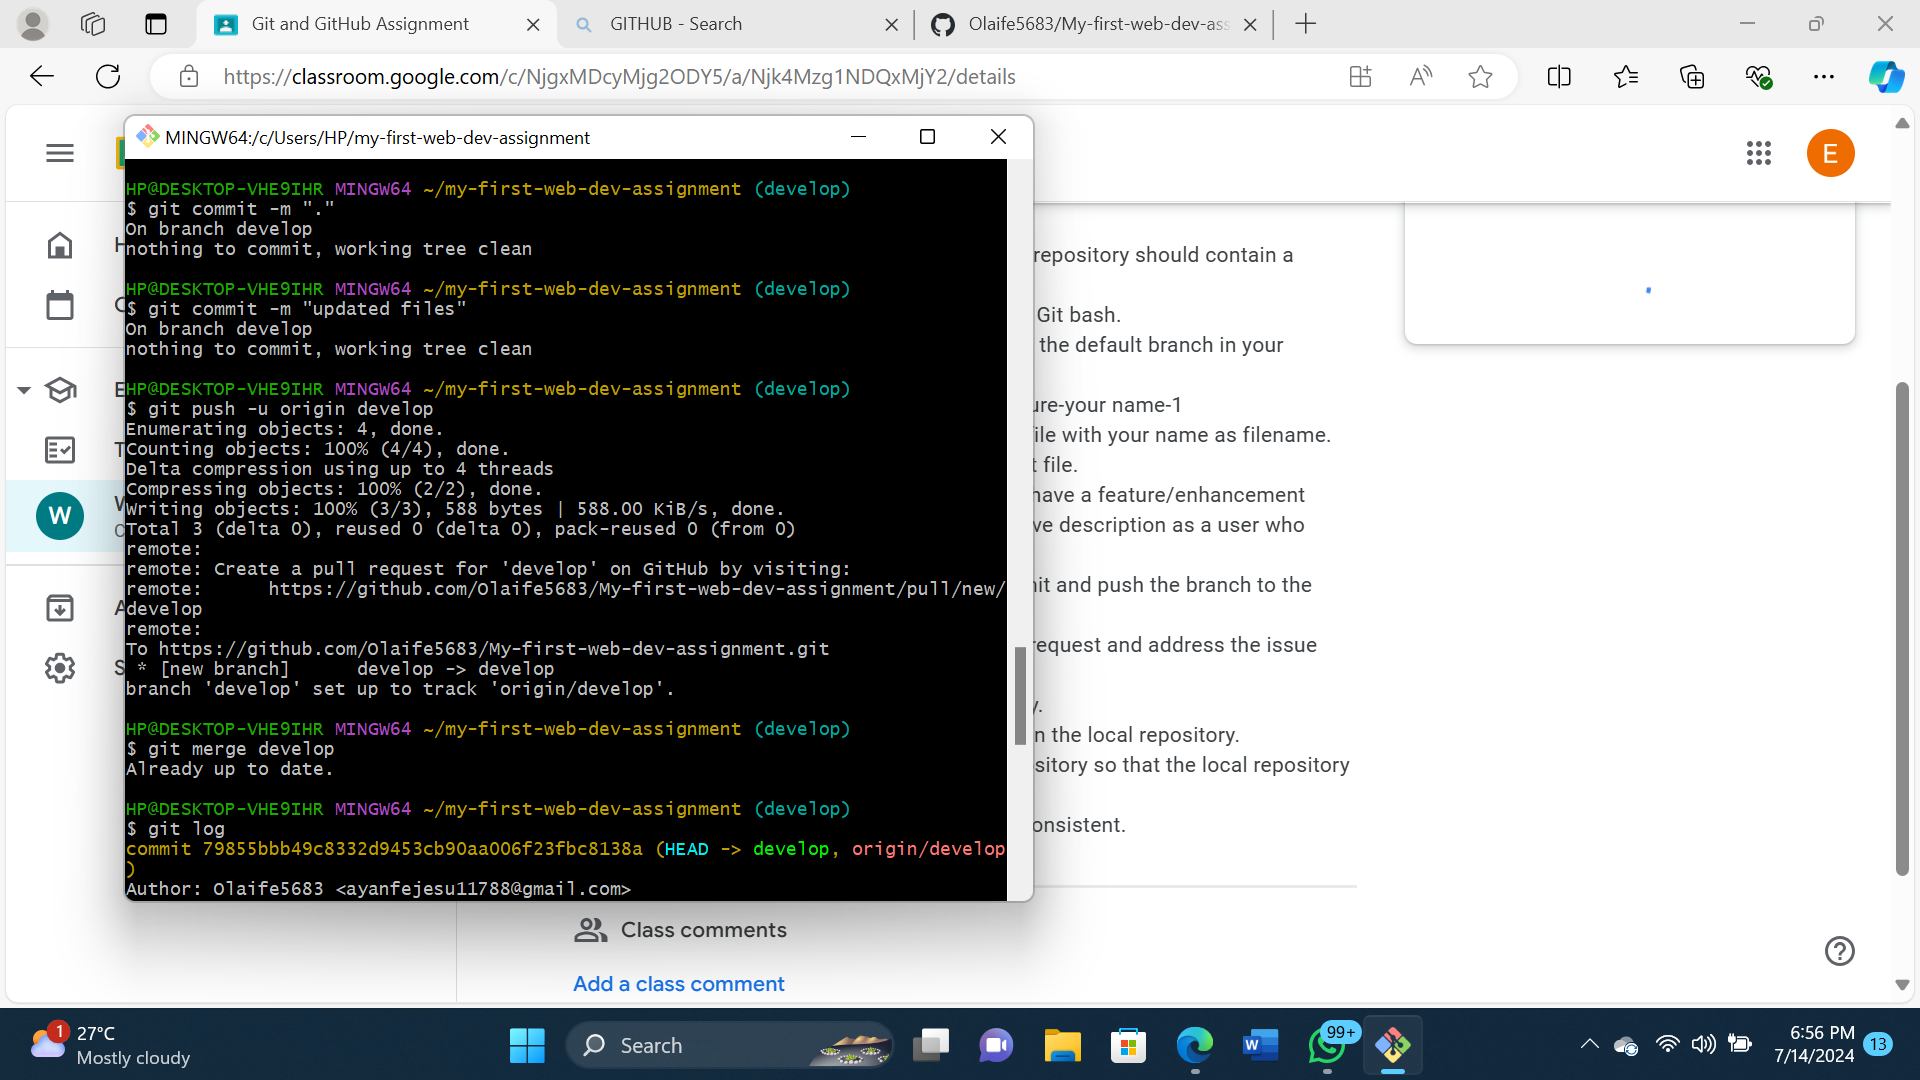 Git and GitHub Assignment
GITHUB - Search
Olaife5683/My-first-web-dev-ass
https://classroom.google.com/c/NjgxMDcyMjg2ODY5/a/Njk4Mzg1NDQxMjY2/details
MINGW64:/c/Users/HP/my-first-web-dev-assignment
HP@DESKTOP-VHE9IHR MINGW64 ~/my-first-web-dev-assignment (develop)
$ git commit -m "."
On branch develop
nothing to commit, working tree clean
HP@DESKTOP-VHE9IHR MINGW64 ~/my-first-web-dev-assignment (develop)
$ git commit -m "updated files"
On branch develop
nothing to commit, working tree clean
HP@DESKTOP-VHE9IHR MINGW64 ~/my-first-web-dev-assignment (develop)
$ git push -u origin develop
Enumerating objects: 4, done.
Counting objects: 100% (4/4), done.
Delta compression using up to 4 threads
Compressing objects: 100% (2/2), done.
Writing objects: 100% (3/3), 588 bytes | 588.00 KiB/s, done.
Total 3 (delta 0), reused 0 (delta 0), pack-reused 0 (from 0)
remote:
remote: Create a pull request for 'develop' on GitHub by visiting:
remote:      https://github.com/Olaife5683/My-first-web-dev-assignment/pull/new/
develop
remote:
To https://github.com/Olaife5683/My-first-web-dev-assignment.git
 * [new branch]      develop -> develop
branch 'develop' set up to track 'origin/develop'.
HP@DESKTOP-VHE9IHR MINGW64 ~/my-first-web-dev-assignment (develop)
$ git merge develop
Already up to date.
HP@DESKTOP-VHE9IHR MINGW64 ~/my-first-web-dev-assignment (develop)
$ git log
commit 79855bbb49c8332d9453cb90aa006f23fbc8138a (HEAD -> develop, origin/develop
)
Author: Olaife5683 <ayanfejesu11788@gmail.com>
E
W
repository should contain a
Git bash.
the default branch in your
ure-your name-1
ile with your name as filename.
t file.
have a feature/enhancement
ve description as a user who
nit and push the branch to the
request and address the issue
y.
n the local repository.
sitory so that the local repository
onsistent.
Class comments
Add a class comment
1
27°C
Mostly cloudy
Search
99+
6:56 PM
7/14/2024
13